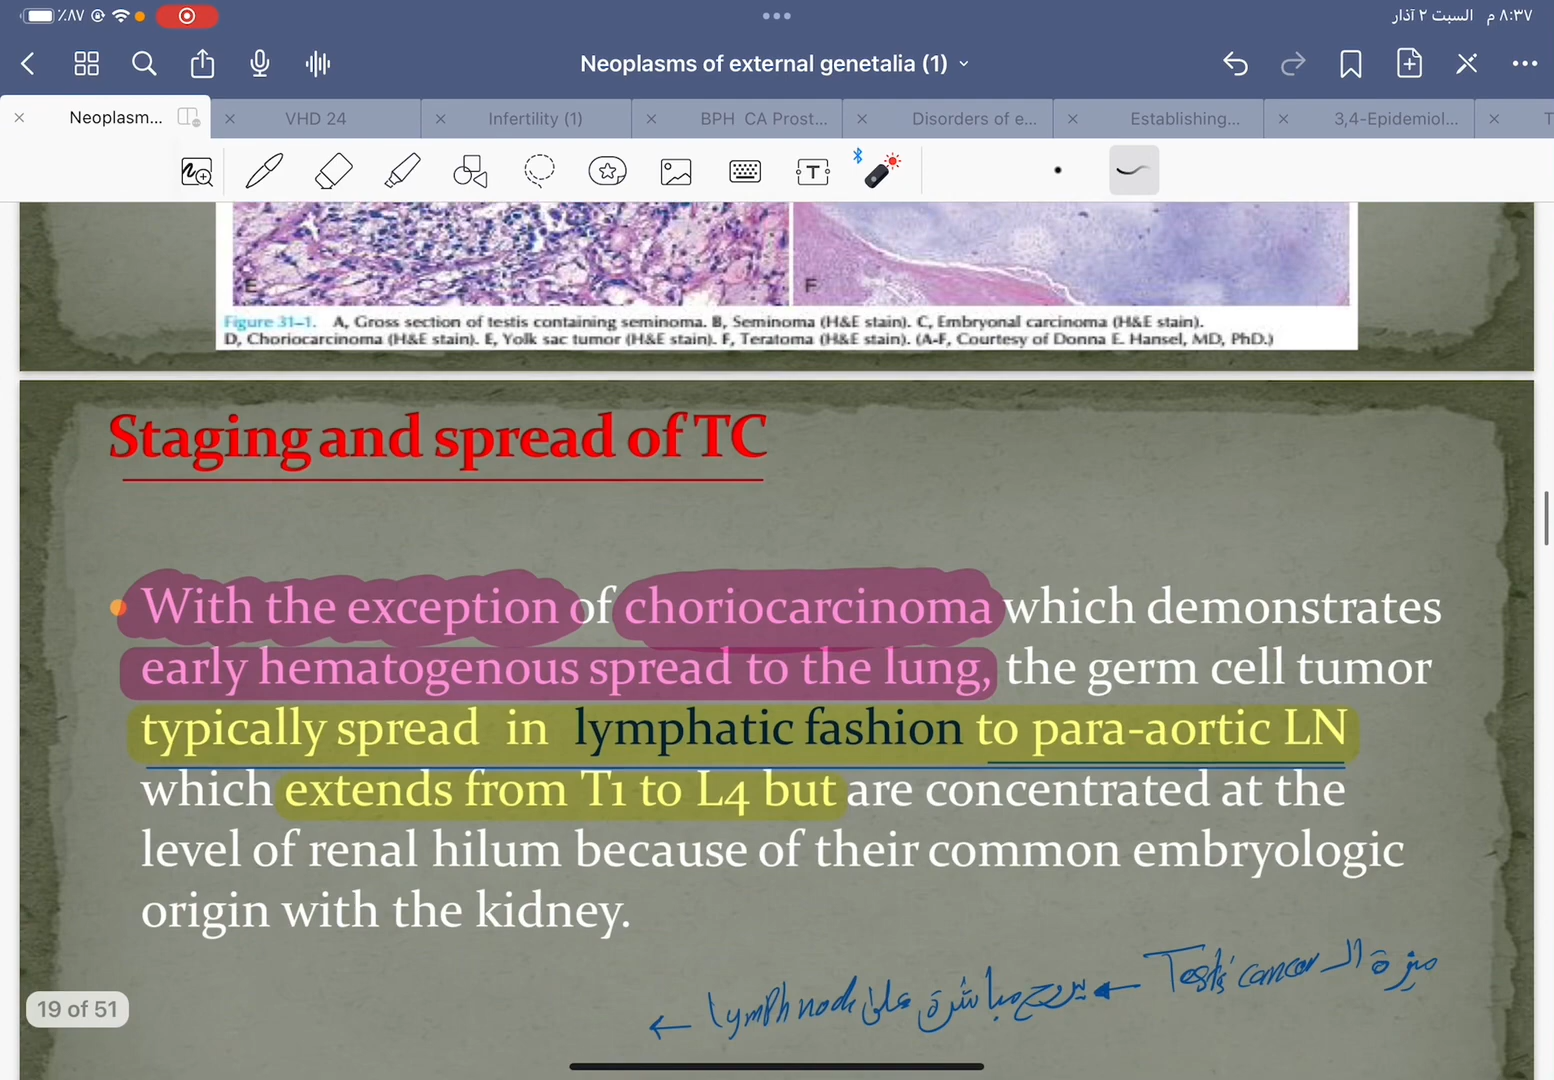 ٪٨٧
٨:٣٧ م السبت ٢ آذار
Neoplasms of external genetalia (1)
Neoplasm...
VHD 24
Infertility (1)
BPH CA Prost...
Disorders of e...
Establishing...
3,4-Epidemiol...
T
E
F
Figure 31–1. A, Gross section of testis containing seminoma. B, Seminoma (H&E stain). C, Embryonal carcinoma (H&E stain).
D, Choriocarcinoma (H&E stain). E, Yolk sac tumor (H&E stain). F, Teratoma (H&E stain). (A-F, Courtesy of Donna E. Hansel, MD, PhD.)
Staging and spread of TC
With the exception of choriocarcinoma which demonstrates
early hematogenous spread to the lung, the germ cell tumor
typically spread in lymphatic fashion to para-aortic LN
which extends from T1 to L4 but are concentrated at the
level of renal hilum because of their common embryologic
origin with the kidney.
ميزة الـ Testis cancer ← يروح مباشرة على lymph node ←
19 of 51